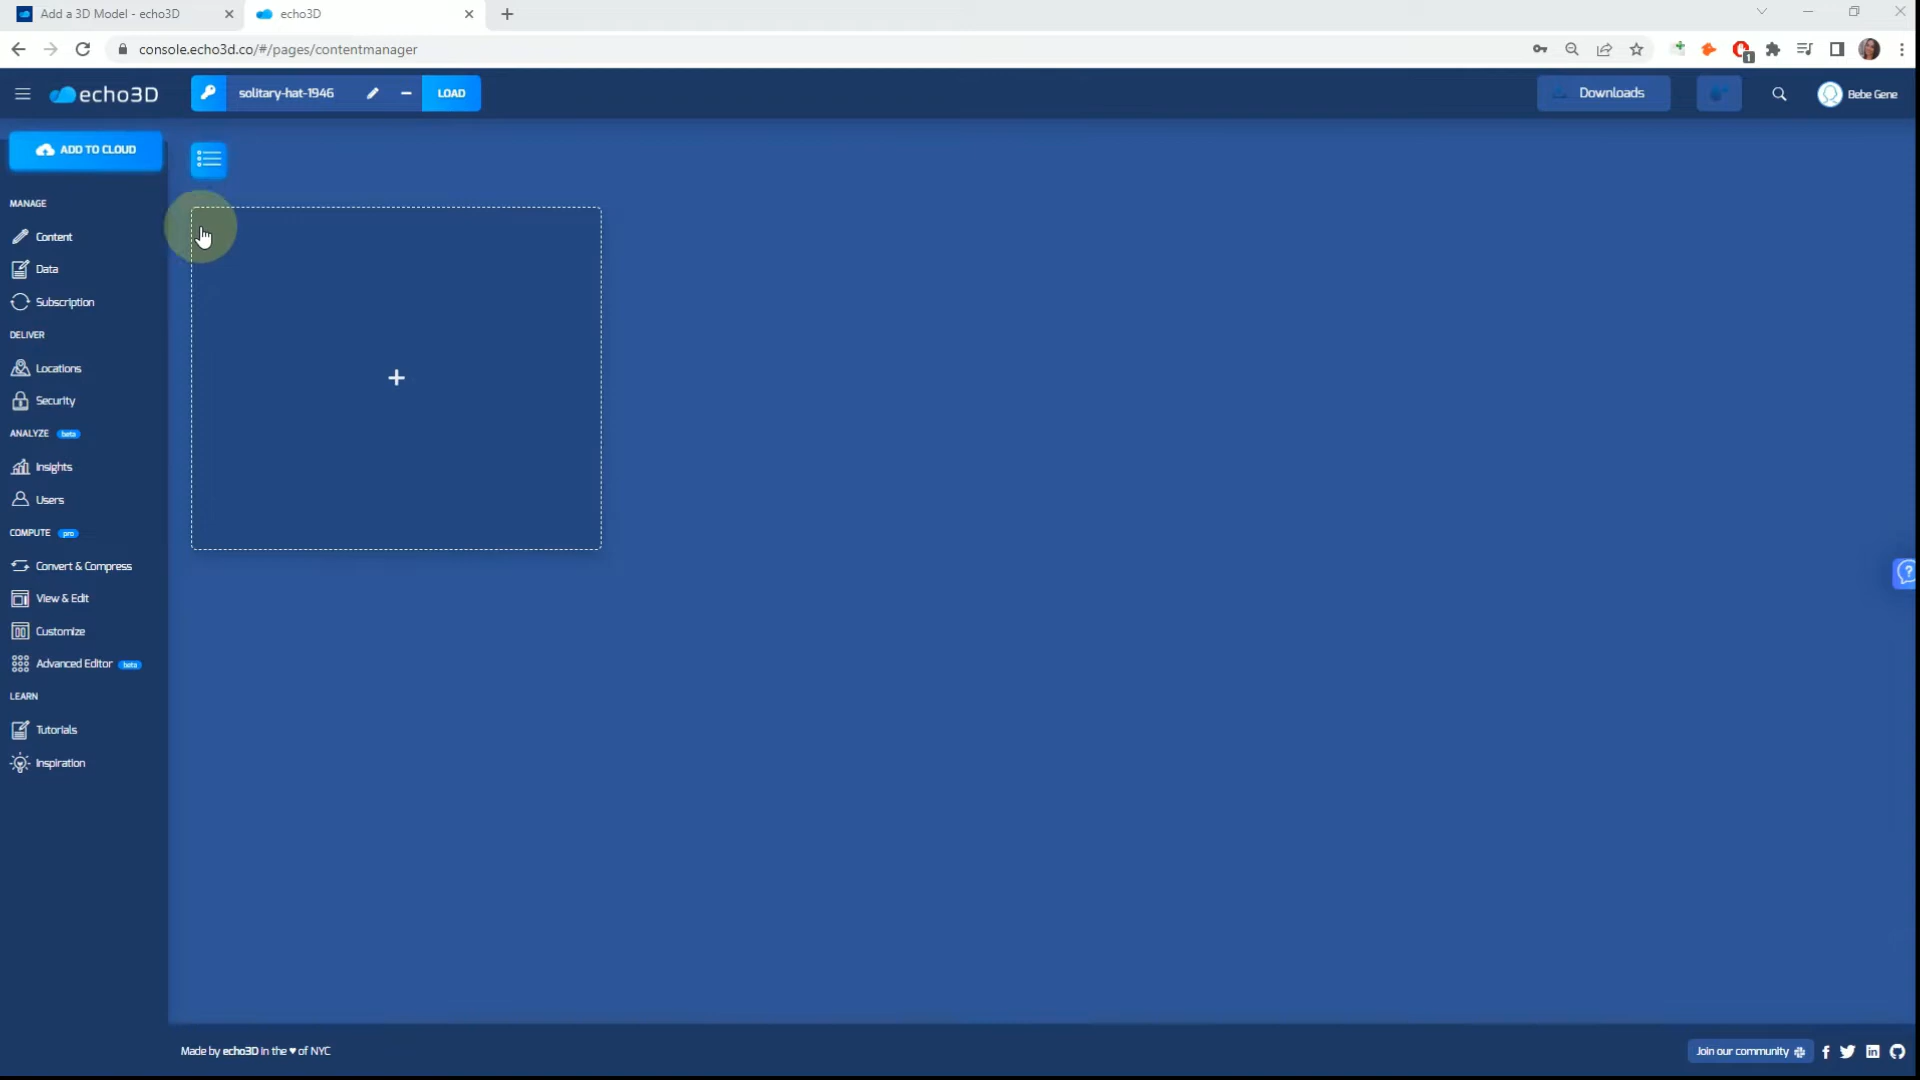 Add a 3D Model - echo3D
echo3D
console.echo3d.co/#/pages/contentmanager
1
echo3D
solitary-hat-1946
LOAD
Downloads
Bebe Gene
ADD TO CLOUD
MANAGE
Content
Data
Subscription
DELIVER
Locations
Security
ANALYZE beta
Insights
Users
COMPUTE pro
Convert & Compress
View & Edit
Customize
Advanced Editor beta
LEARN
Tutorials
Inspiration
Made by echo3D in the ♥ of NYC
Join our community